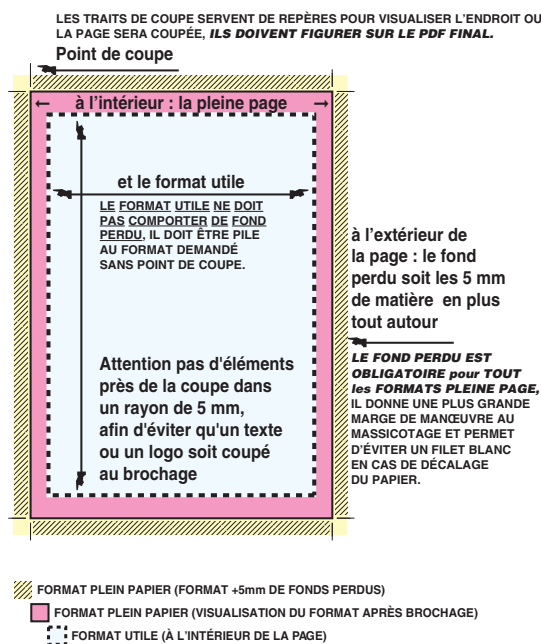 LES TRAITS DE COUPE SERVENT DE REPÈRES POUR VISUALISER L'ENDROIT OU
LA PAGE SERA COUPÉE, ILS DOIVENT FIGURER SUR LE PDF FINAL.
Point de coupe
à l'intérieur : la pleine page
et le format utile
LE FORMAT UTILE NE DOIT
PAS COMPORTER DE FOND
PERDU, IL DOIT ÊTRE PILE
AU FORMAT DEMANDÉ
SANS POINT DE COUPE.
à l'extérieur de
la page : le fond
perdu soit les 5 mm
de matière en plus
tout autour
LE FOND PERDU EST
OBLIGATOIRE pour TOUT
les FORMATS PLEINE PAGE,
IL DONNE UNE PLUS GRANDE
MARGE DE MANŒUVRE AU
MASSICOTAGE ET PERMET
D'ÉVITER UN FILET BLANC
EN CAS DE DÉCALAGE
DU PAPIER.
Attention pas d'éléments
près de la coupe dans
un rayon de 5 mm,
afin d'éviter qu'un texte
ou un logo soit coupé
au brochage
FORMAT PLEIN PAPIER (FORMAT +5mm DE FONDS PERDUS)
FORMAT PLEIN PAPIER (VISUALISATION DU FORMAT APRÈS BROCHAGE)
FORMAT UTILE (À L'INTÉRIEUR DE LA PAGE)